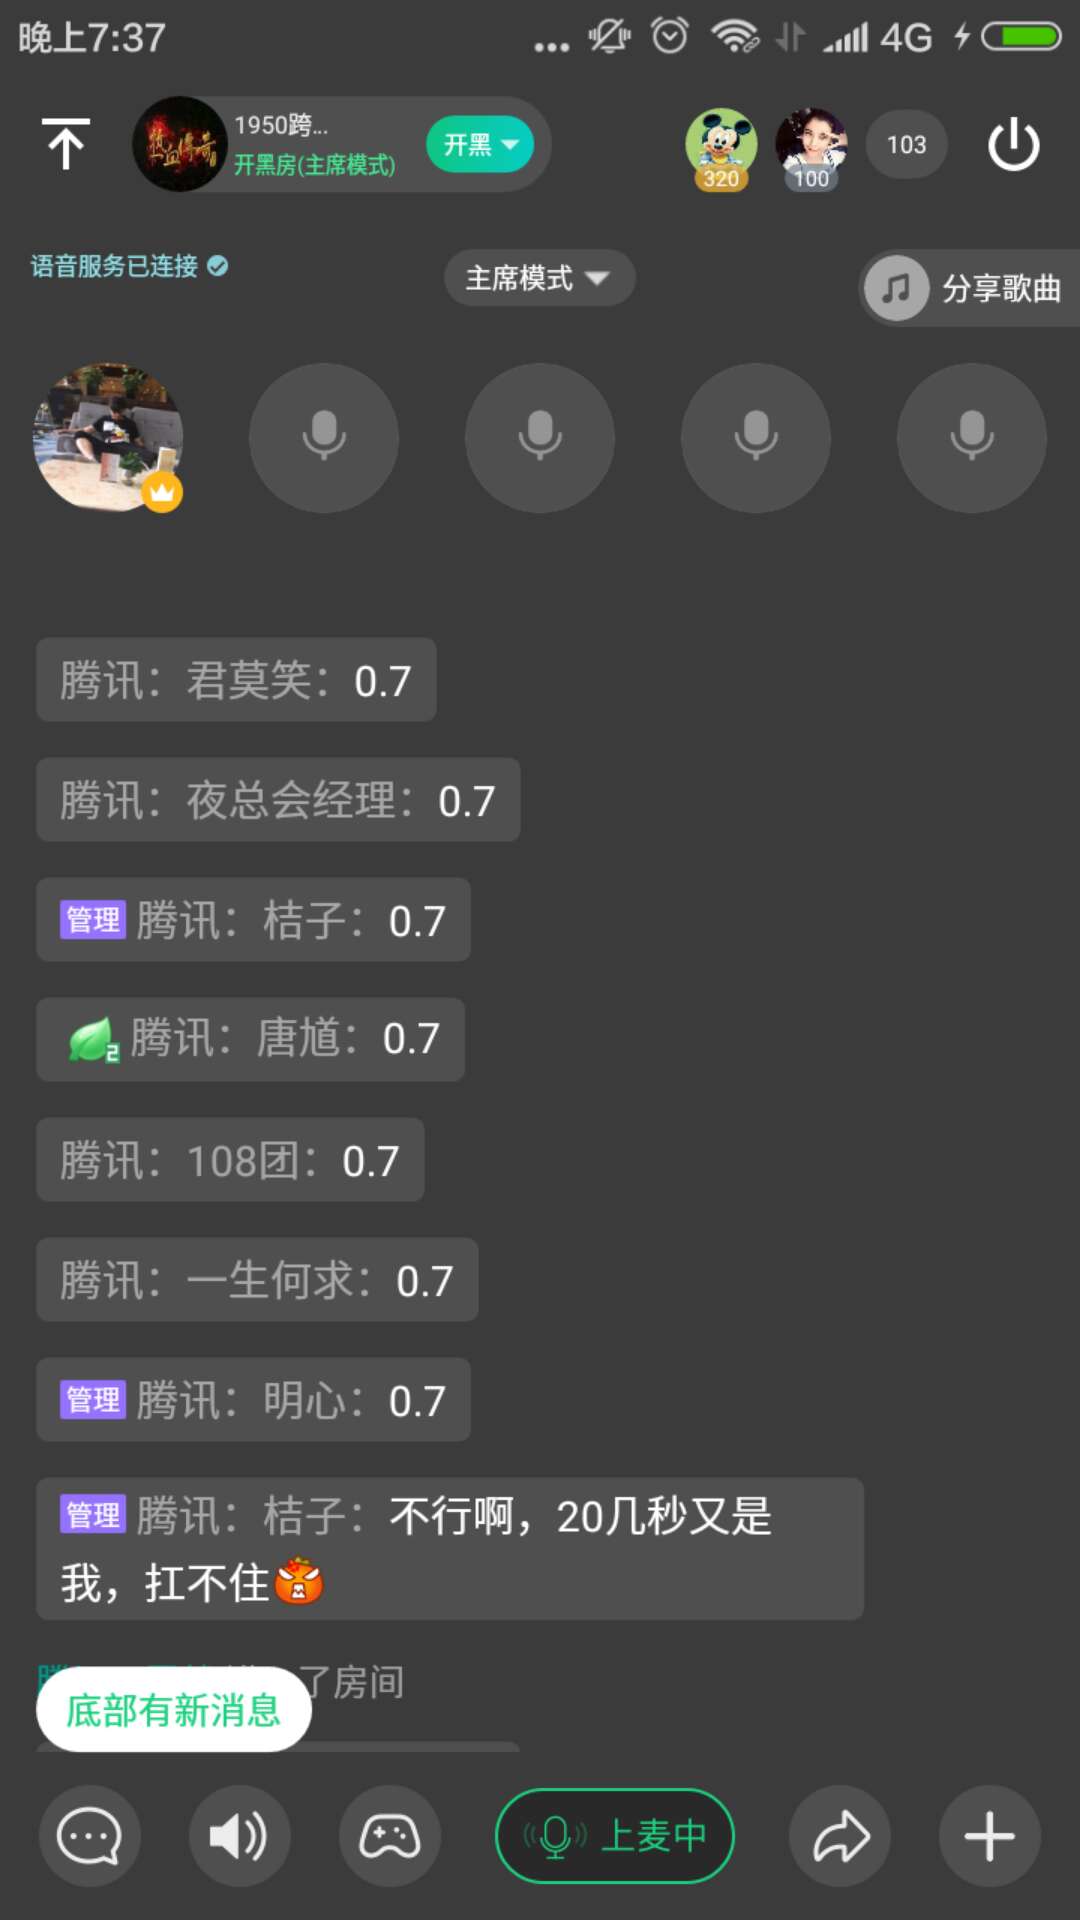 晚上7:37
4G
1950跨...
开黑房(主席模式)
开黑
320
100
103
语音服务已连接
主席模式
分享歌曲
腾讯：君莫笑：0.7
腾讯：夜总会经理：0.7
管理 腾讯：桔子：0.7
2 腾讯：唐馗：0.7
腾讯：108团：0.7
腾讯：一生何求：0.7
管理 腾讯：明心：0.7
管理 腾讯：桔子：不行啊，20几秒又是
我，扛不住
了房间
底部有新消息
上麦中